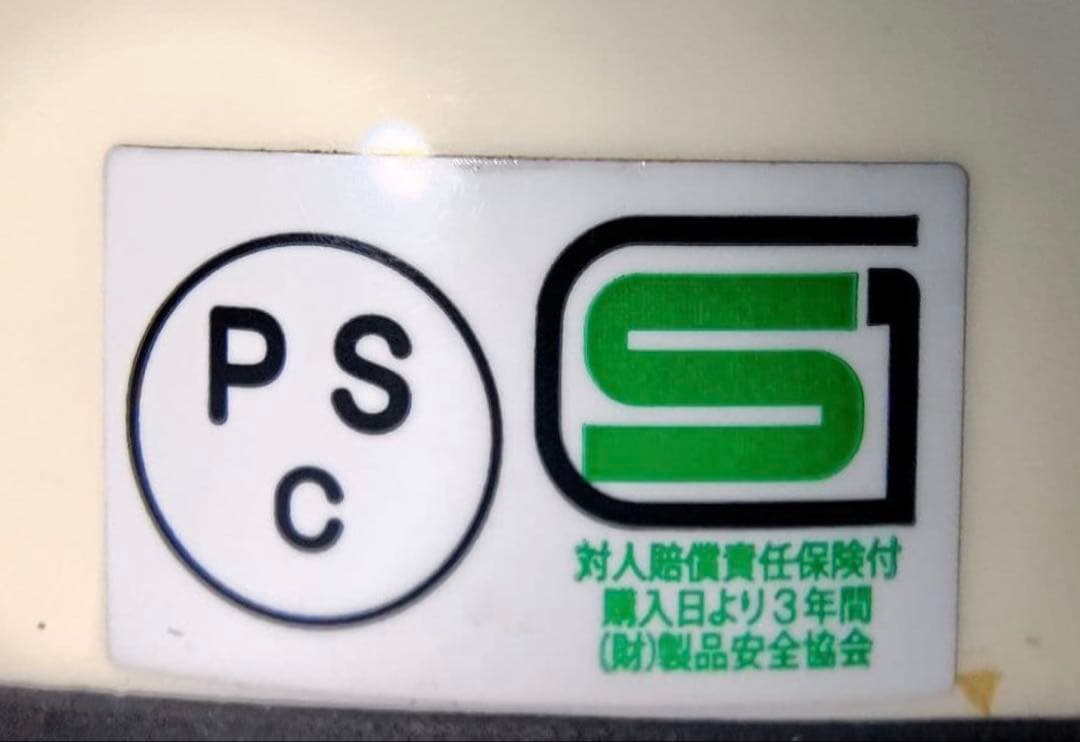 PS
C
SG
対人賠償責任保険付
購入日より3年間
(財)製品安全協会